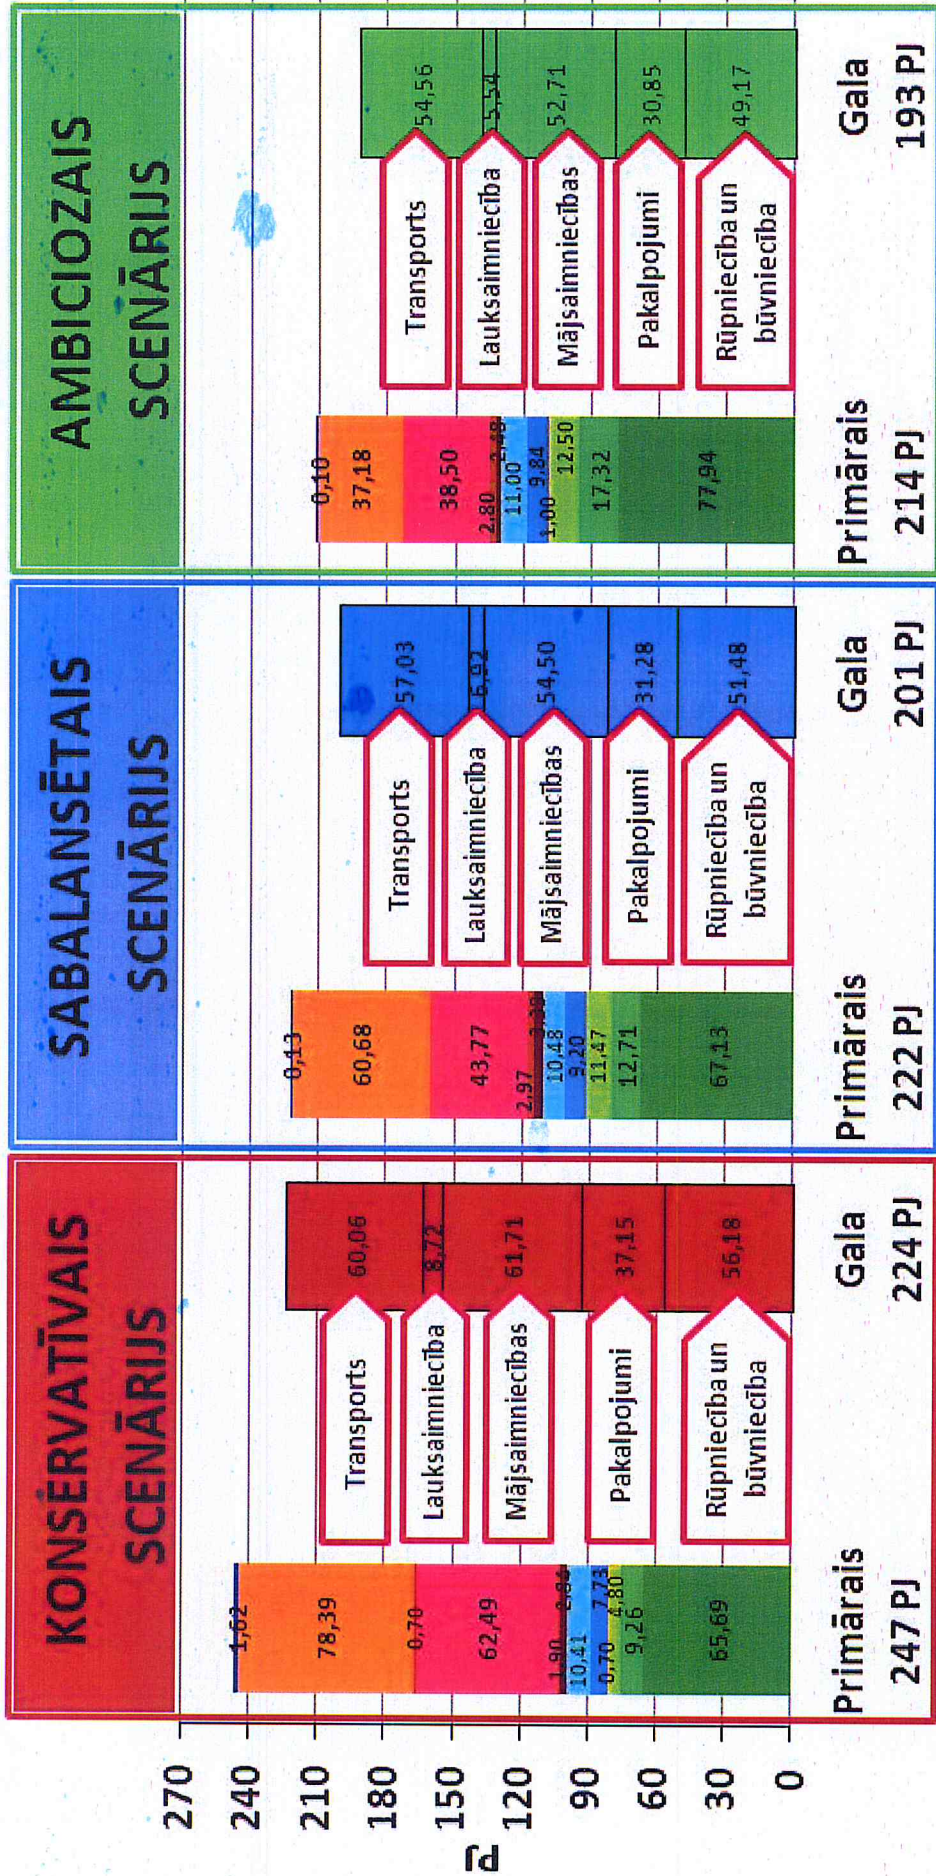 KONSERVATĪVAIS
SCENĀRIJS
SABALANSĒTAIS
SCENĀRIJS
AMBICIOZAIS
SCENĀRIJS
PJ
270
240
210
180
150
120
90
60
30
0
1,62
78,39
0,70
62,49
1,90
10,41
7,73
0,70
4,80
9,26
65,69
Primārais
247 PJ
Transports
Lauksaimniecība
Mājsaimniecības
Pakalpojumi
Rūpniecība un
būvniecība
60,06
8,72
61,71
37,15
56,18
Gala
224 PJ
0,13
60,68
43,77
2,97
10,48
9,20
11,47
12,71
67,13
Primārais
222 PJ
Transports
Lauksaimniecība
Mājsaimniecības
Pakalpojumi
Rūpniecība un
būvniecība
57,03
6,92
54,50
31,28
51,48
Gala
201 PJ
0,10
37,18
38,50
2,80
11,00
9,84
1,00
12,50
17,32
77,94
Primārais
214 PJ
Transports
Lauksaimniecība
Mājsaimniecības
Pakalpojumi
Rūpniecība un
būvniecība
54,56
5,54
52,71
30,85
49,17
Gala
193 PJ